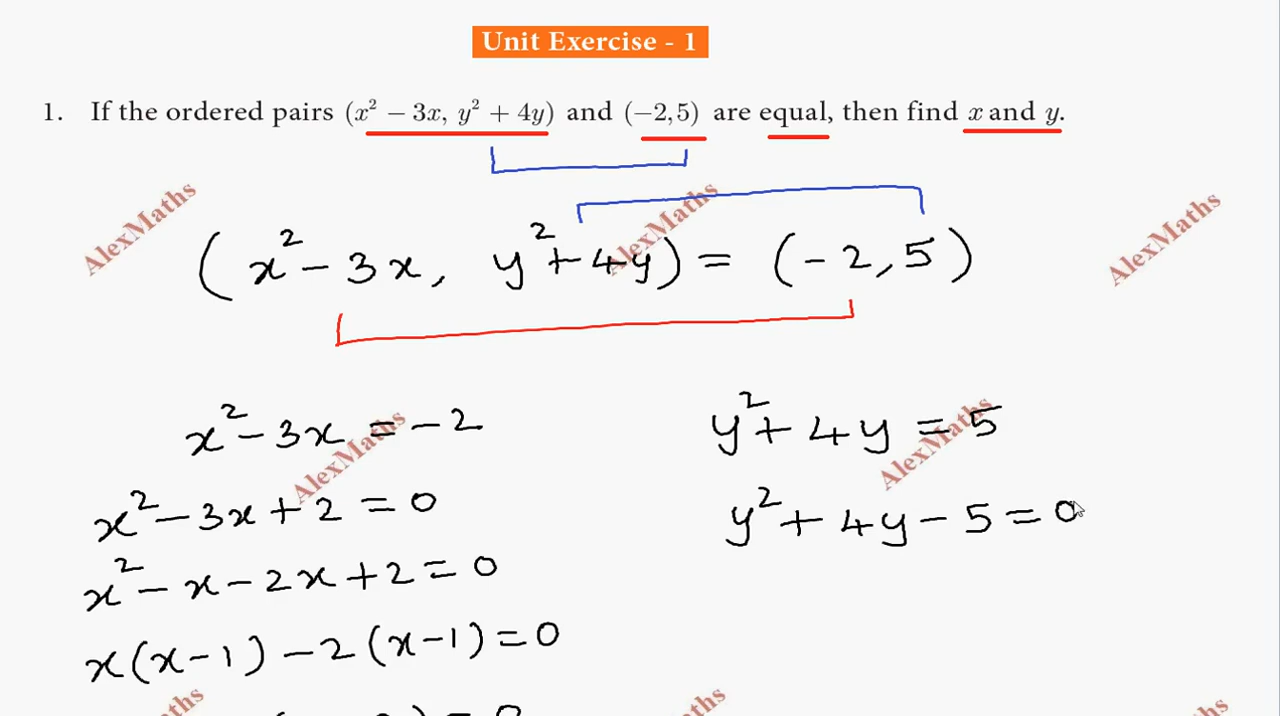 Unit Exercise - 1
1. If the ordered pairs (x² − 3x, y² + 4y) and (−2,5) are equal, then find x and y.
AlexMaths AlexMaths AlexMaths
(x² − 3x, y² + 4y) = (−2, 5)
x² − 3x = −2
x² − 3x + 2 = 0
x² − x − 2x + 2 = 0
x(x−1) − 2(x−1) = 0
AlexMaths AlexMaths
y² + 4y = 5
y² + 4y − 5 = 0
) = 0